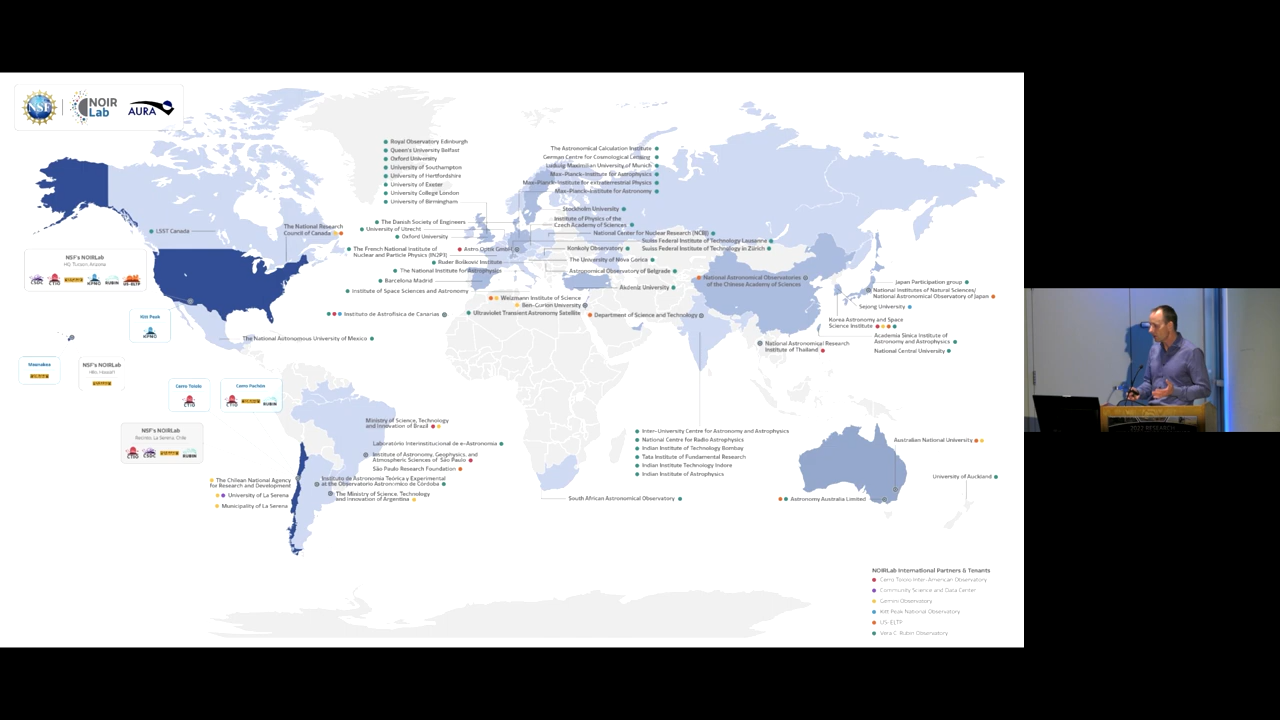 NSF
NOIR
Lab
AURA
Royal Observatory Edinburgh
Queen's University Belfast
Oxford University
University of Southampton
University of Hertfordshire
University of Exeter
University College London
University of Birmingham
The Astronomical Calculation Institute
German Centre for Cosmological Lensing
Ludwig Maximilian University of Munich
Max-Planck-Institute for Astrophysics
Max-Planck-Institute for extraterrestrial Physics
Max-Planck-Institute for Astronomy
Stockholm University
Institute of Physics of the
Czech Academy of Sciences
National Center for Nuclear Research (NCBJ)
Swiss Federal Institute of Technology Lausanne
Swiss Federal Institute of Technology in Zürich
Konkoly Observatory
The University of Nova Gorica
Astronomical Observatory of Belgrade
Akdeniz University
LSST Canada
The National Research
Council of Canada
The Danish Society of Engineers
University of Utrecht
Oxford University
The French National Institute of
Nuclear and Particle Physics (IN2P3)
Astro Optik GmbH
Ruđer Bošković Institute
The National Institute for Astrophysics
Barcelona Madrid
Institute of Space Sciences and Astronomy
Instituto de Astrofísica de Canarias
Weizmann Institute of Science
Ben-Gurion University
Ultraviolet Transient Astronomy Satellite
Department of Science and Technology
National Astronomical Observatories
of the Chinese Academy of Sciences
Japan Participation group
National Institutes of Natural Sciences/
National Astronomical Observatory of Japan
Sejong University
Korea Astronomy and Space
Science Institute
Academia Sinica Institute of
Astronomy and Astrophysics
National Central University
National Astronomical Research
Institute of Thailand
NSF's NOIRLab
HQ, Tucson, Arizona
CSDC
CTIO
KPNO
RUBIN
US-ELTP
Kitt Peak
KPNO
Maunakea
NSF's NOIRLab
Hilo, Hawai'i
The National Autonomous University of Mexico
Cerro Tololo
CTIO
Cerro Pachón
CTIO
RUBIN
NSF's NOIRLab
Recinto, La Serena, Chile
CTIO
CSDC
RUBIN
Ministry of Science, Technology
and Innovation of Brazil
Laboratório Interinstitucional de e-Astronomia
Institute of Astronomy, Geophysics, and
Atmospheric Sciences of São Paulo
São Paulo Research Foundation
Instituto de Astronomía Teórica y Experimental
at the Observatorio Astronómico de Córdoba
The Ministry of Science, Technology
and Innovation of Argentina
The Chilean National Agency
for Research and Development
University of La Serena
Municipality of La Serena
Inter-University Centre for Astronomy and Astrophysics
National Centre for Radio Astrophysics
Indian Institute of Technology Bombay
Tata Institute of Fundamental Research
Indian Institute Technology Indore
Indian Institute of Astrophysics
South African Astronomical Observatory
Australian National University
Astronomy Australia Limited
University of Auckland
NOIRLab International Partners & Tenants
Cerro Tololo Inter-American Observatory
Community Science and Data Center
Gemini Observatory
Kitt Peak National Observatory
US-ELTP
Vera C. Rubin Observatory